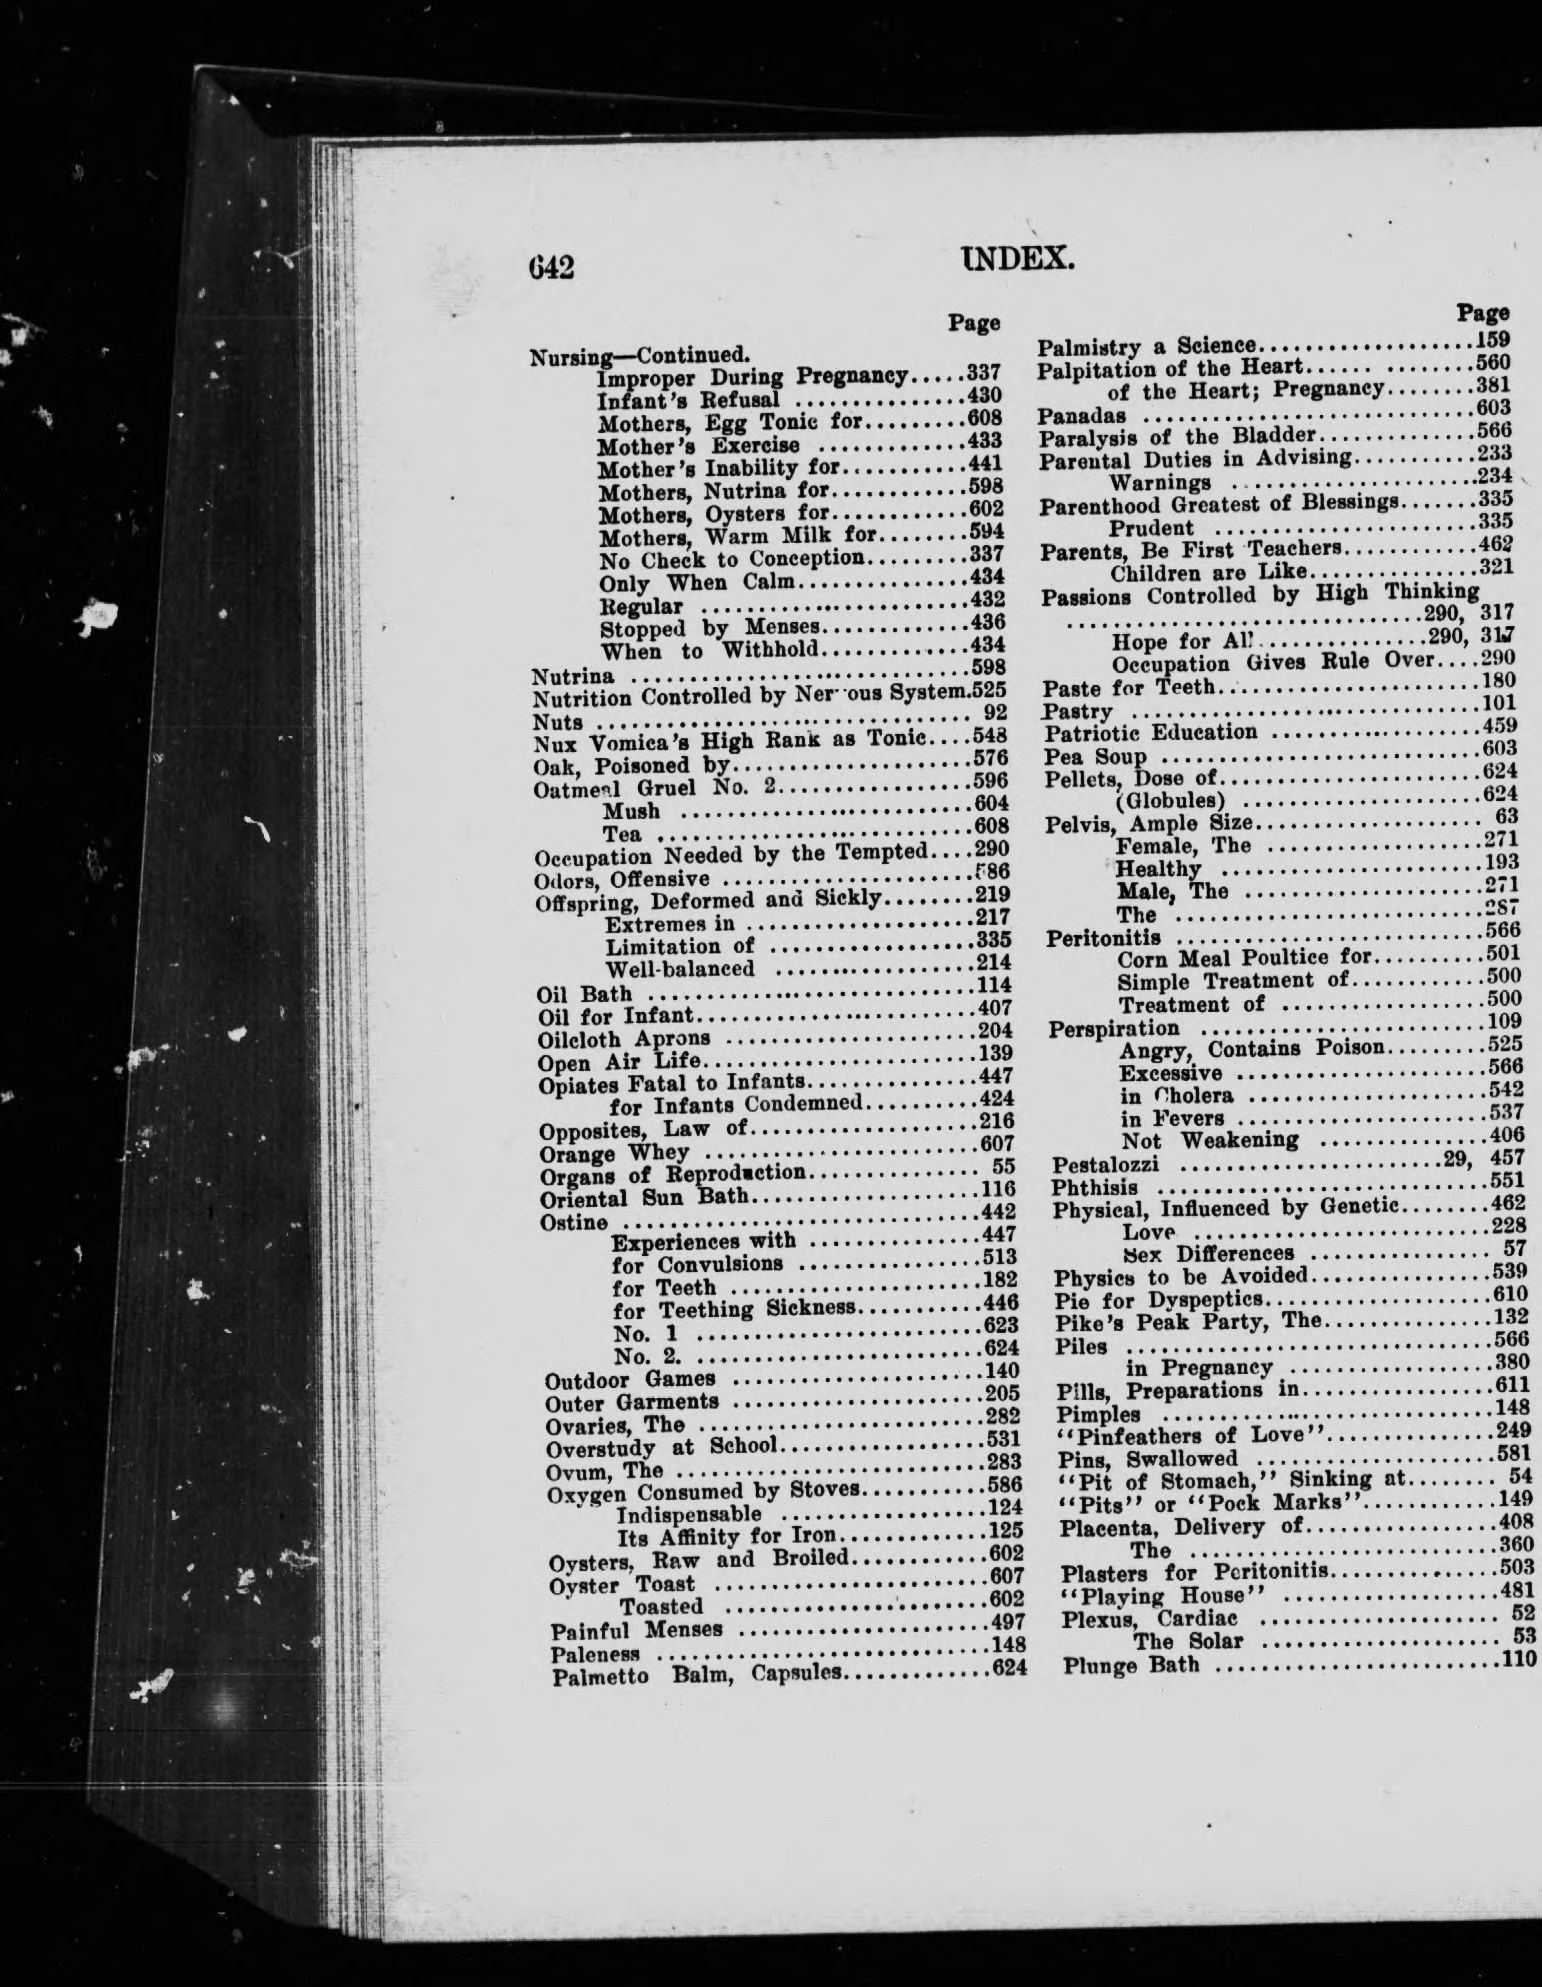 642
INDEX.
Page
Nursing—Continued.
Improper During Pregnancy.....337
Infant's Refusal ...............430
Mothers, Egg Tonic for.........608
Mother's Exercise .............433
Mother's Inability for...........441
Mothers, Nutrina for............598
Mothers, Oysters for............602
Mothers, Warm Milk for........594
No Check to Conception.........337
Only When Calm...............434
Regular .......................432
Stopped by Menses.............436
When to Withhold.............434
Nutrina .............................598
Nutrition Controlled by Ner ous System.525
Nuts ................................ 92
Nux Vomica's High Rank as Tonic....548
Oak, Poisoned by.....................576
Oatmeal Gruel No. 2.................596
Mush .........................604
Tea ...........................608
Occupation Needed by the Tempted....290
Odors, Offensive ......................586
Offspring, Deformed and Sickly........219
Extremes in ....................217
Limitation of ..................335
Well-balanced .................214
Oil Bath ............................114
Oil for Infant........................407
Oilcloth Aprons ......................204
Open Air Life........................139
Opiates Fatal to Infants...............447
for Infants Condemned..........424
Opposites, Law of....................216
Orange Whey ........................607
Organs of Reproduction............... 55
Oriental Sun Bath....................116
Ostine ...............................442
Experiences with ...............447
for Convulsions ................513
for Teeth ......................182
for Teething Sickness...........446
No. 1 .........................623
No. 2. .........................624
Outdoor Games ......................140
Outer Garments ......................205
Ovaries, The .........................282
Overstudy at School..................531
Ovum, The ...........................283
Oxygen Consumed by Stoves...........586
Indispensable ..................124
Its Affinity for Iron.............125
Oysters, Raw and Broiled............602
Oyster Toast ........................607
Toasted .......................602
Painful Menses ......................497
Paleness .............................148
Palmetto Balm, Capsules.............624
Page
Palmistry a Science...................159
Palpitation of the Heart...... ........560
of the Heart; Pregnancy........381
Panadas .............................603
Paralysis of the Bladder..............566
Parental Duties in Advising...........233
Warnings ......................234
Parenthood Greatest of Blessings.......335
Prudent .......................335
Parents, Be First Teachers............462
Children are Like...............321
Passions Controlled by High Thinking
................................290, 317
Hope for All...............290, 317
Occupation Gives Rule Over....290
Paste for Teeth.......................180
Pastry ...............................101
Patriotic Education ...................459
Pea Soup ............................603
Pellets, Dose of.......................624
(Globules) .....................624
Pelvis, Ample Size.................... 63
Female, The ...................271
Healthy .......................193
Male, The .....................271
The ...........................287
Peritonitis ...........................566
Corn Meal Poultice for..........501
Simple Treatment of............500
Treatment of ..................500
Perspiration .........................109
Angry, Contains Poison.........525
Excessive ......................566
in Cholera .....................542
in Fevers ......................537
Not Weakening ...............406
Pestalozzi .......................29, 457
Phthisis .............................551
Physical, Influenced by Genetic........462
Love ..........................228
Sex Differences ................ 57
Physics to be Avoided................539
Pie for Dyspeptics....................610
Pike's Peak Party, The...............132
Piles ................................566
in Pregnancy ..................380
Pills, Preparations in.................611
Pimples .............................148
"Pinfeathers of Love"...............249
Pins, Swallowed .....................581
"Pit of Stomach," Sinking at........ 54
"Pits" or "Pock Marks"............149
Placenta, Delivery of.................408
The ...........................360
Plasters for Peritonitis...............503
"Playing House" ...................481
Plexus, Cardiac ..................... 52
The Solar ..................... 53
Plunge Bath .........................110